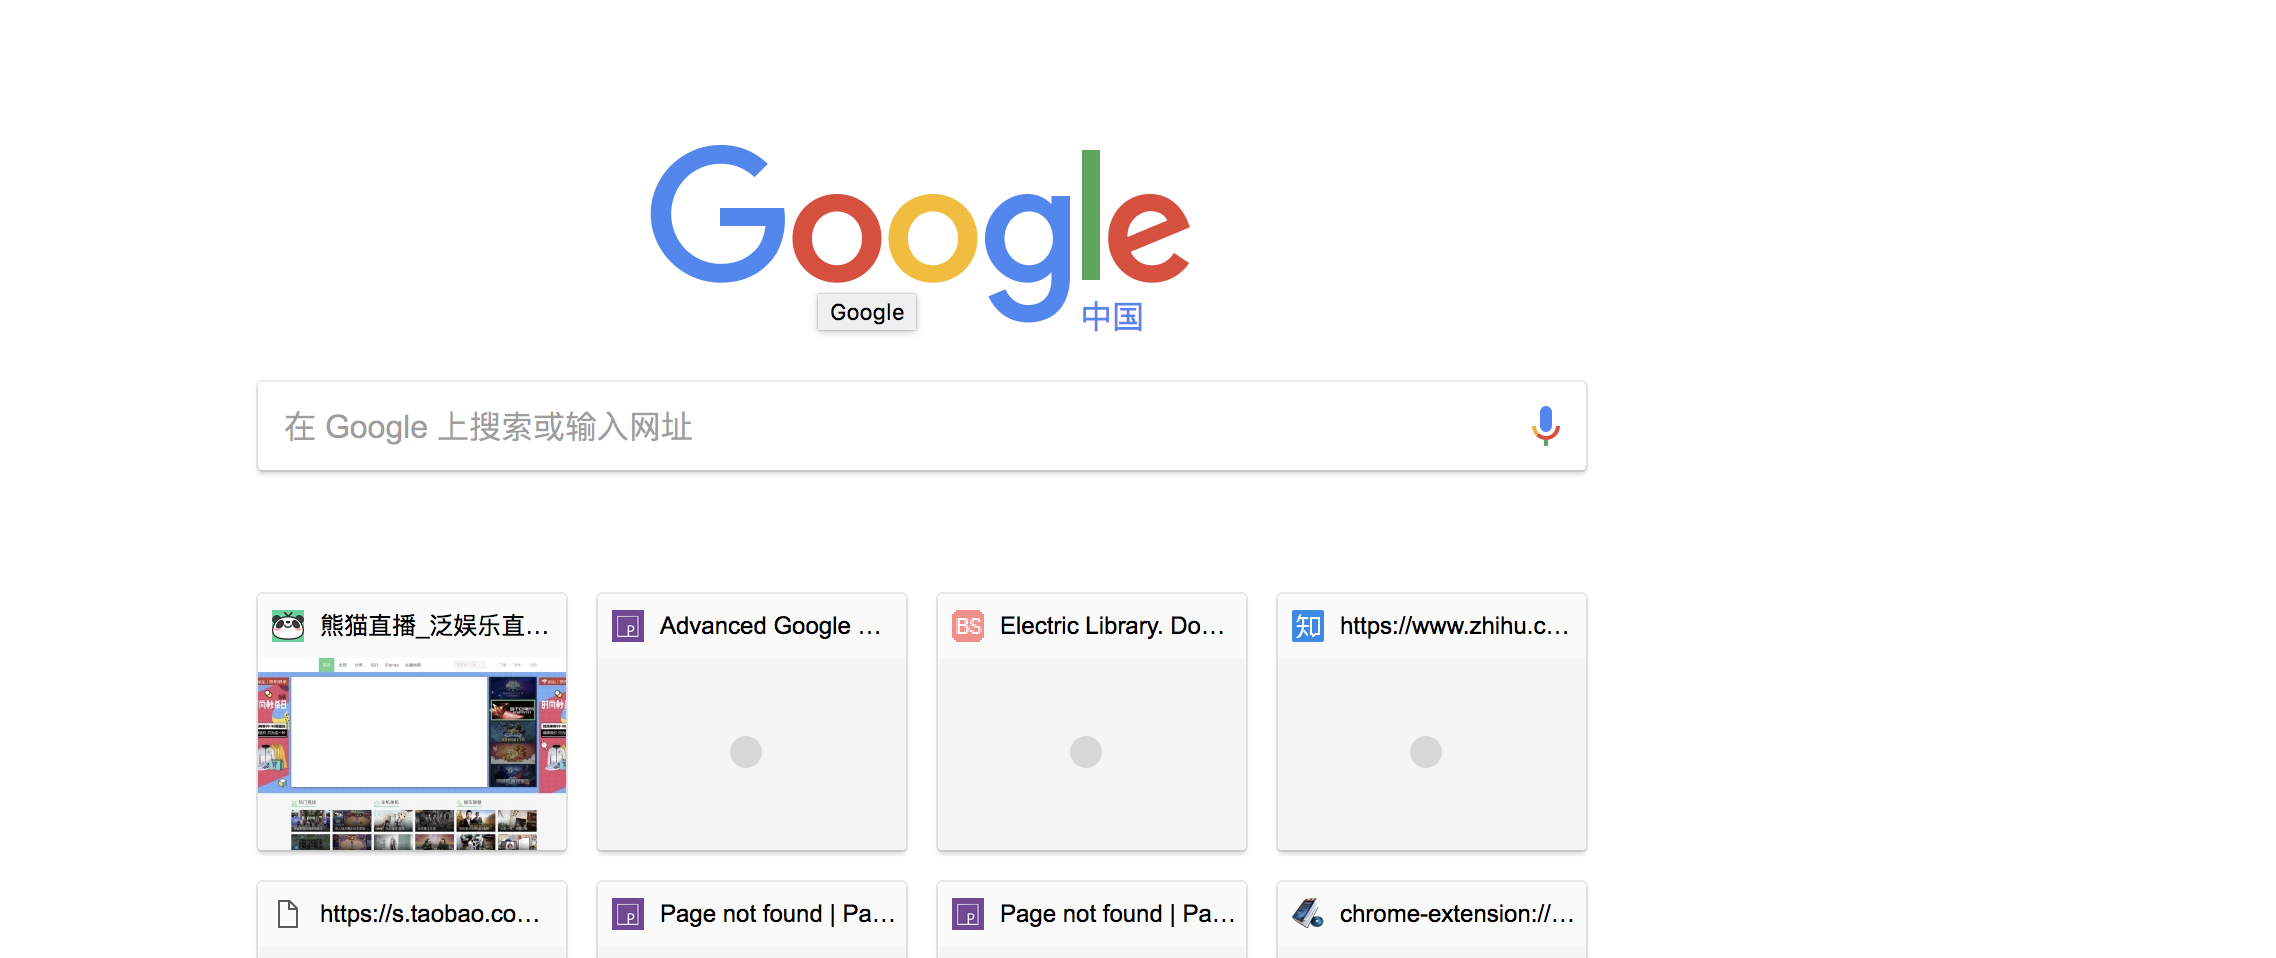 Google
中国
Google
在 Google 上搜索或输入网址
熊猫直播_泛娱乐直...
Advanced Google ...
Electric Library. Do...
知 https://www.zhihu.c...
https://s.taobao.co...
Page not found | Pa...
Page not found | Pa...
chrome-extension://...